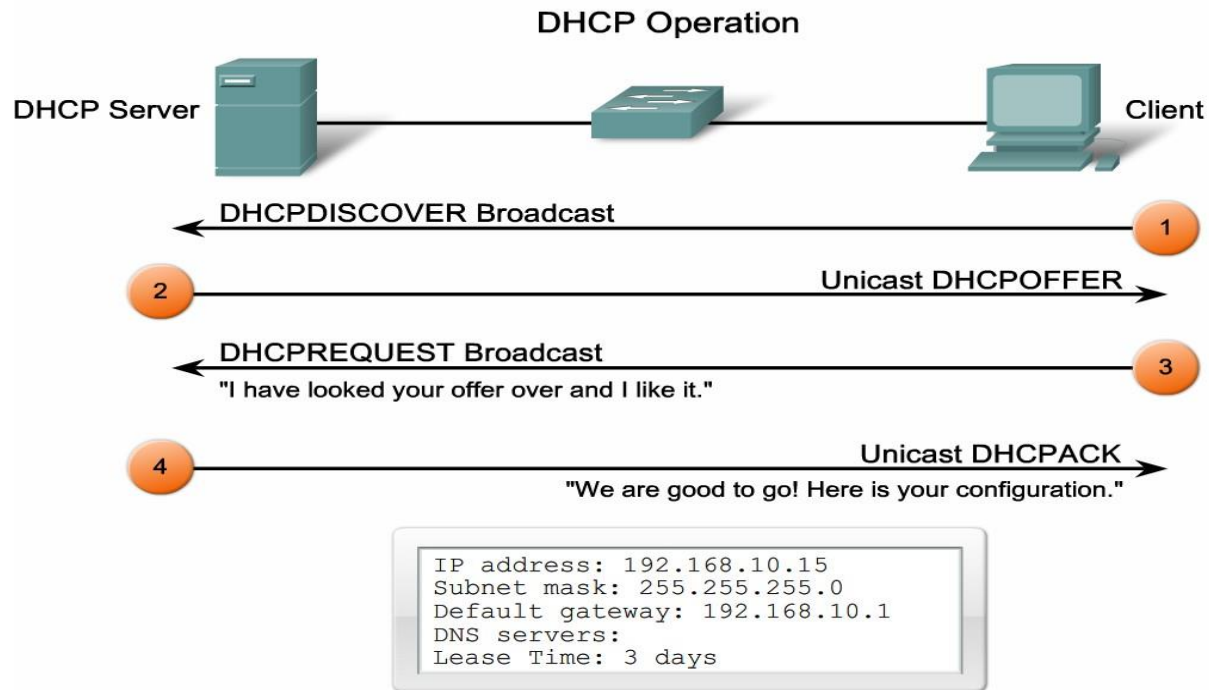 DHCP Operation
DHCP Server
Client
DHCPDISCOVER Broadcast
1
2
Unicast DHCPOFFER
DHCPREQUEST Broadcast
3
"I have looked your offer over and I like it."
4
Unicast DHCPACK
"We are good to go! Here is your configuration."
IP address: 192.168.10.15
Subnet mask: 255.255.255.0
Default gateway: 192.168.10.1
DNS servers:
Lease Time: 3 days